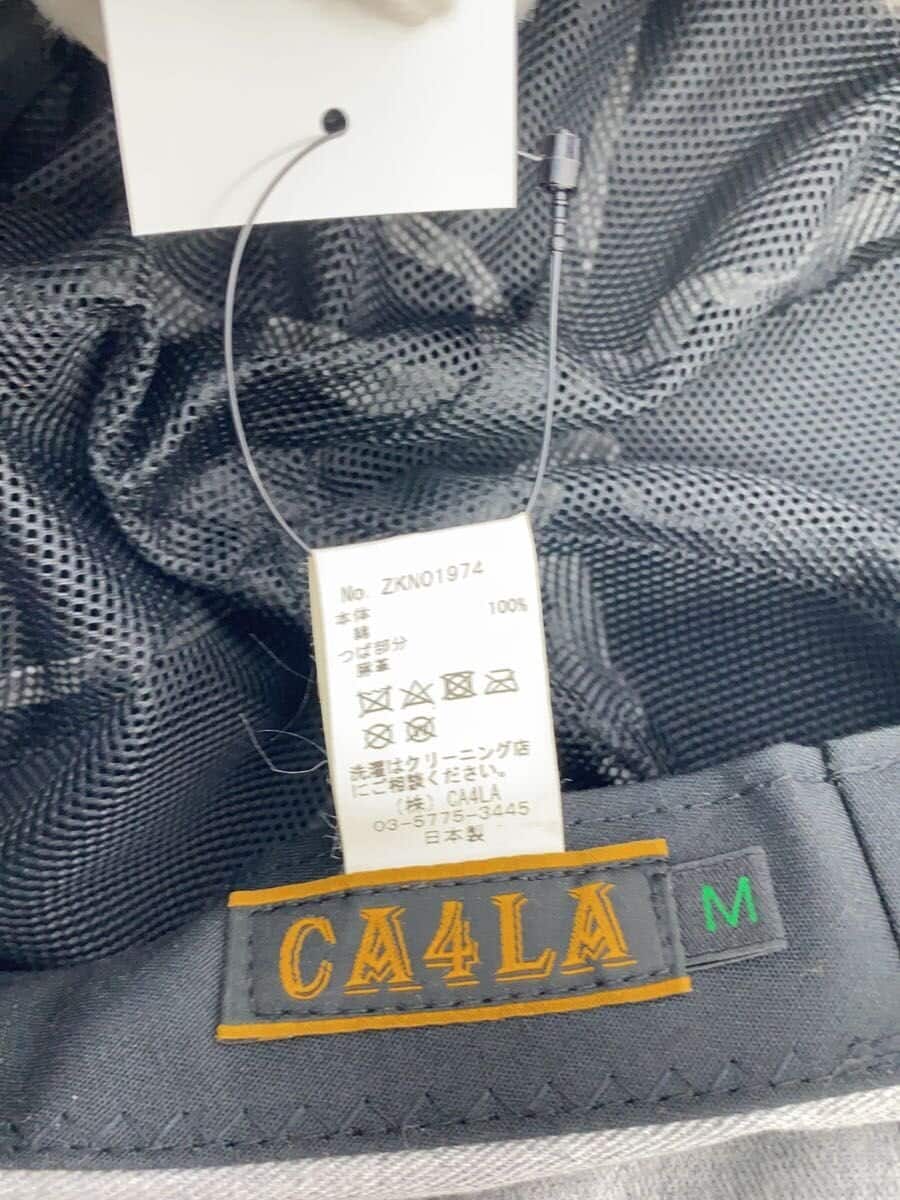 No. ZKN01974
本体
綿 100%
つば部分
豚革
洗濯はクリーニング店
にご相談ください。
(株) CA4LA
03-5775-3445
日本製
CA4LA
M